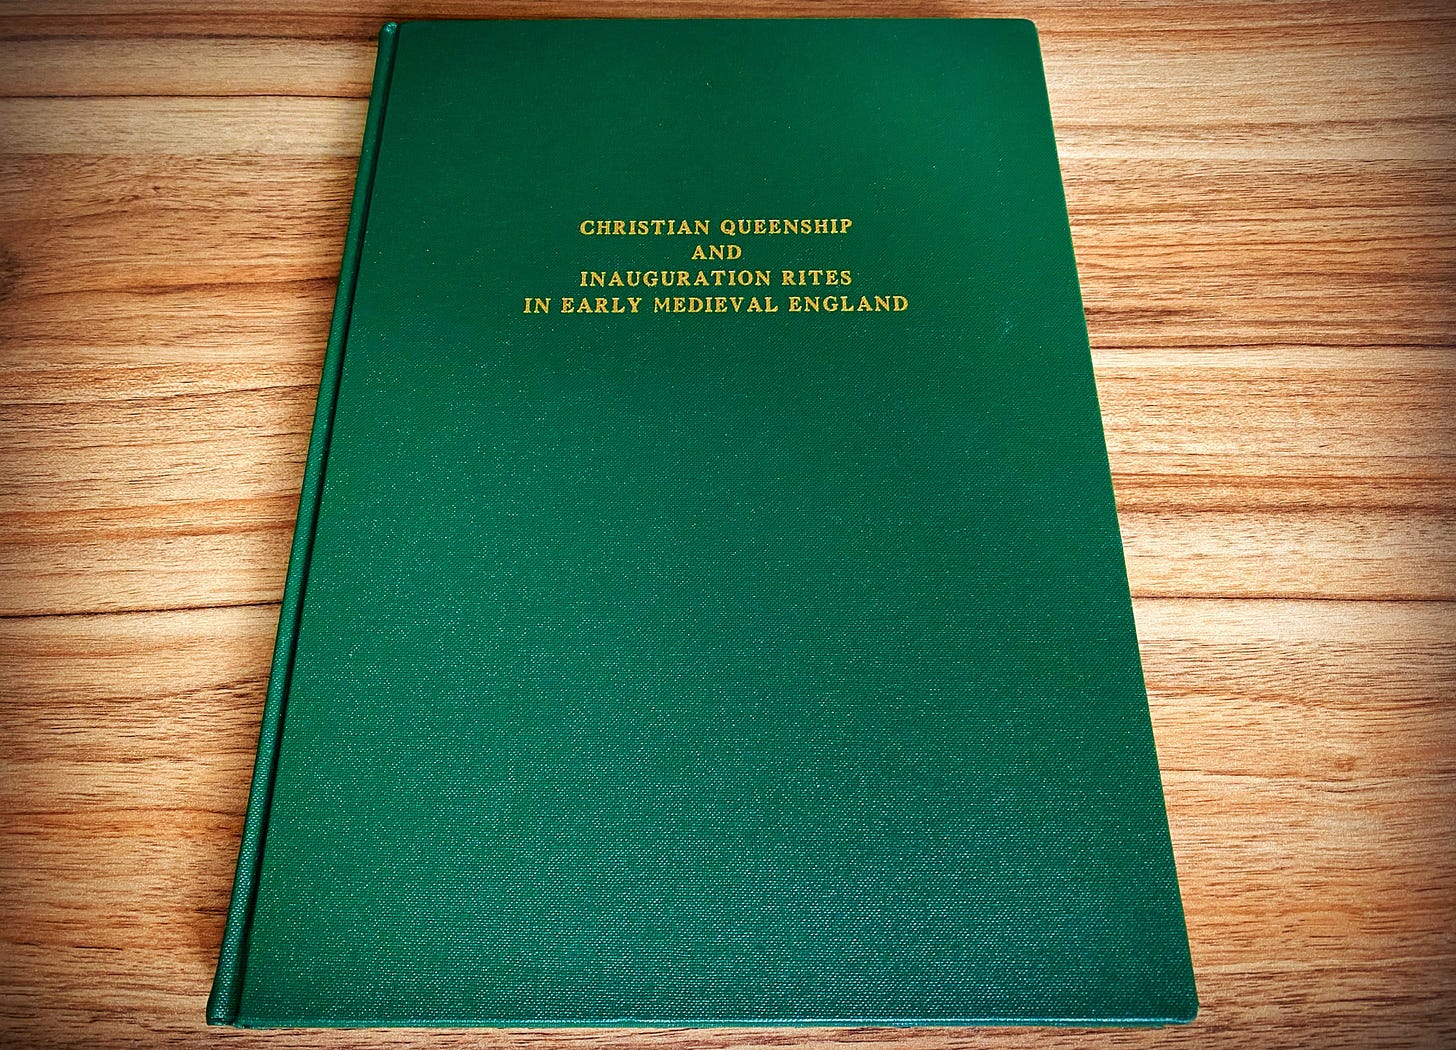 CHRISTIAN QUEENSHIP
AND
INAUGURATION RITES
IN EARLY MEDIEVAL ENGLAND